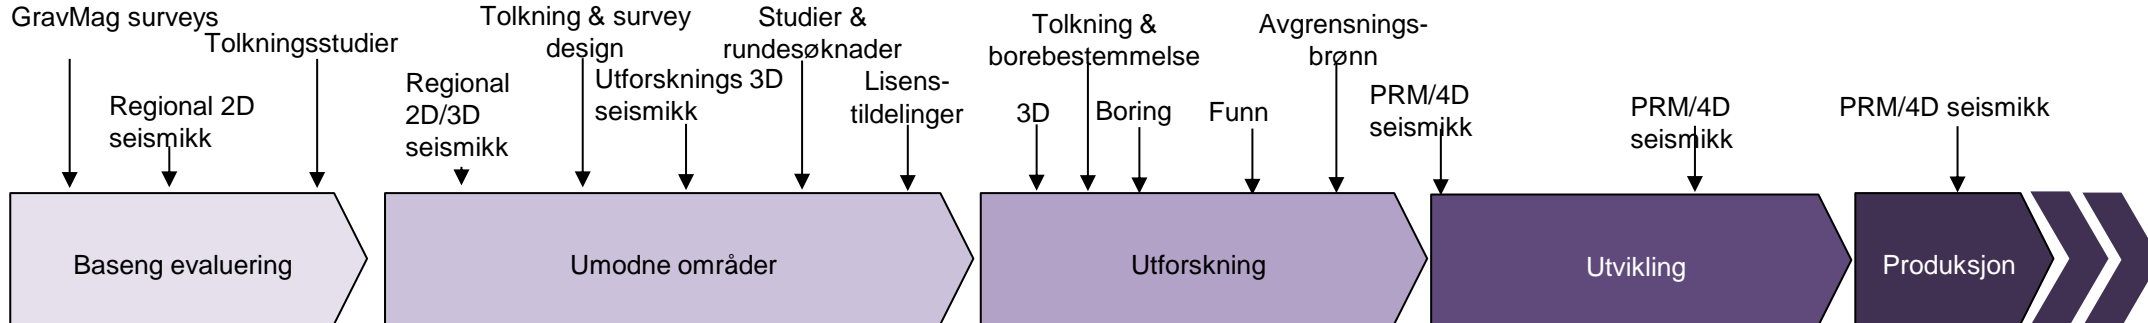 GravMag surveys
Tolkningsstudier
Regional 2D
seismikk
Tolkning & survey
design
Regional
2D/3D
seismikk
Utforsknings 3D
seismikk
Studier &
rundesøknader
Lisens-
tildelinger
Tolkning &
borebestemmelse
3D
Boring
Funn
Avgrensnings-
brønn
PRM/4D
seismikk
PRM/4D
seismikk
PRM/4D seismikk
Baseng evaluering
Umodne områder
Utforskning
Utvikling
Produksjon